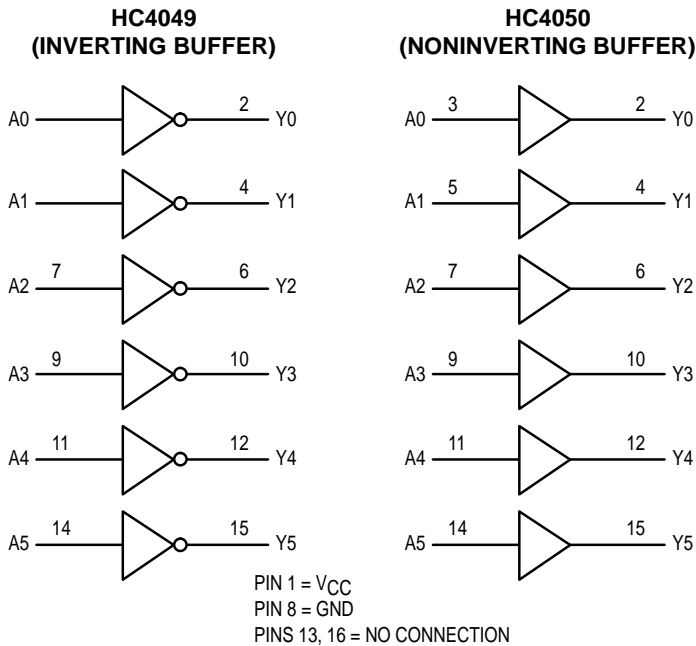 HC4049
(INVERTING BUFFER)
A0 2 Y0
A1 4 Y1
A2 7 6 Y2
A3 9 10 Y3
A4 11 12 Y4
A5 14 15 Y5
HC4050
(NONINVERTING BUFFER)
A0 3 2 Y0
A1 5 4 Y1
A2 7 6 Y2
A3 9 10 Y3
A4 11 12 Y4
A5 14 15 Y5
PIN 1 = VCC
PIN 8 = GND
PINS 13, 16 = NO CONNECTION